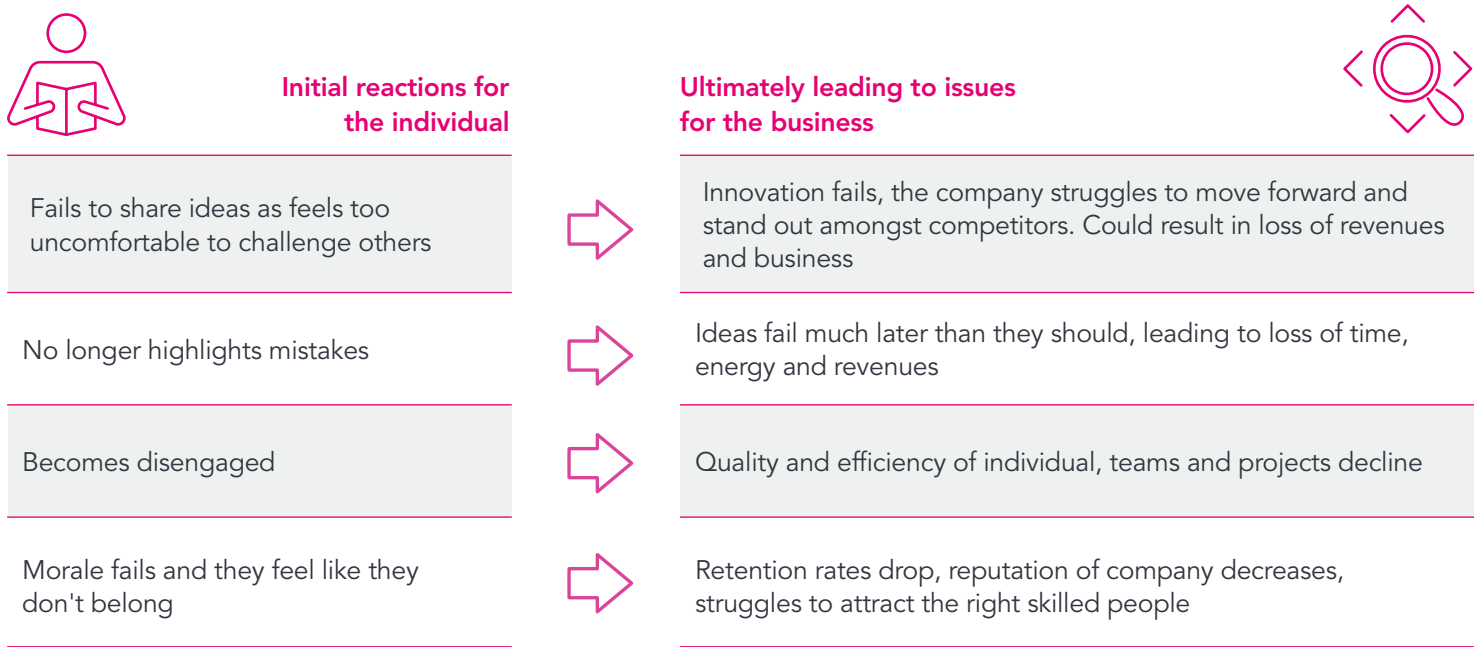 Initial reactions for
the individual
Ultimately leading to issues
for the business
Fails to share ideas as feels too
uncomfortable to challenge others
Innovation fails, the company struggles to move forward and
stand out amongst competitors. Could result in loss of revenues
and business
No longer highlights mistakes
Ideas fail much later than they should, leading to loss of time,
energy and revenues
Becomes disengaged
Quality and efficiency of individual, teams and projects decline
Morale fails and they feel like they
don't belong
Retention rates drop, reputation of company decreases,
struggles to attract the right skilled people